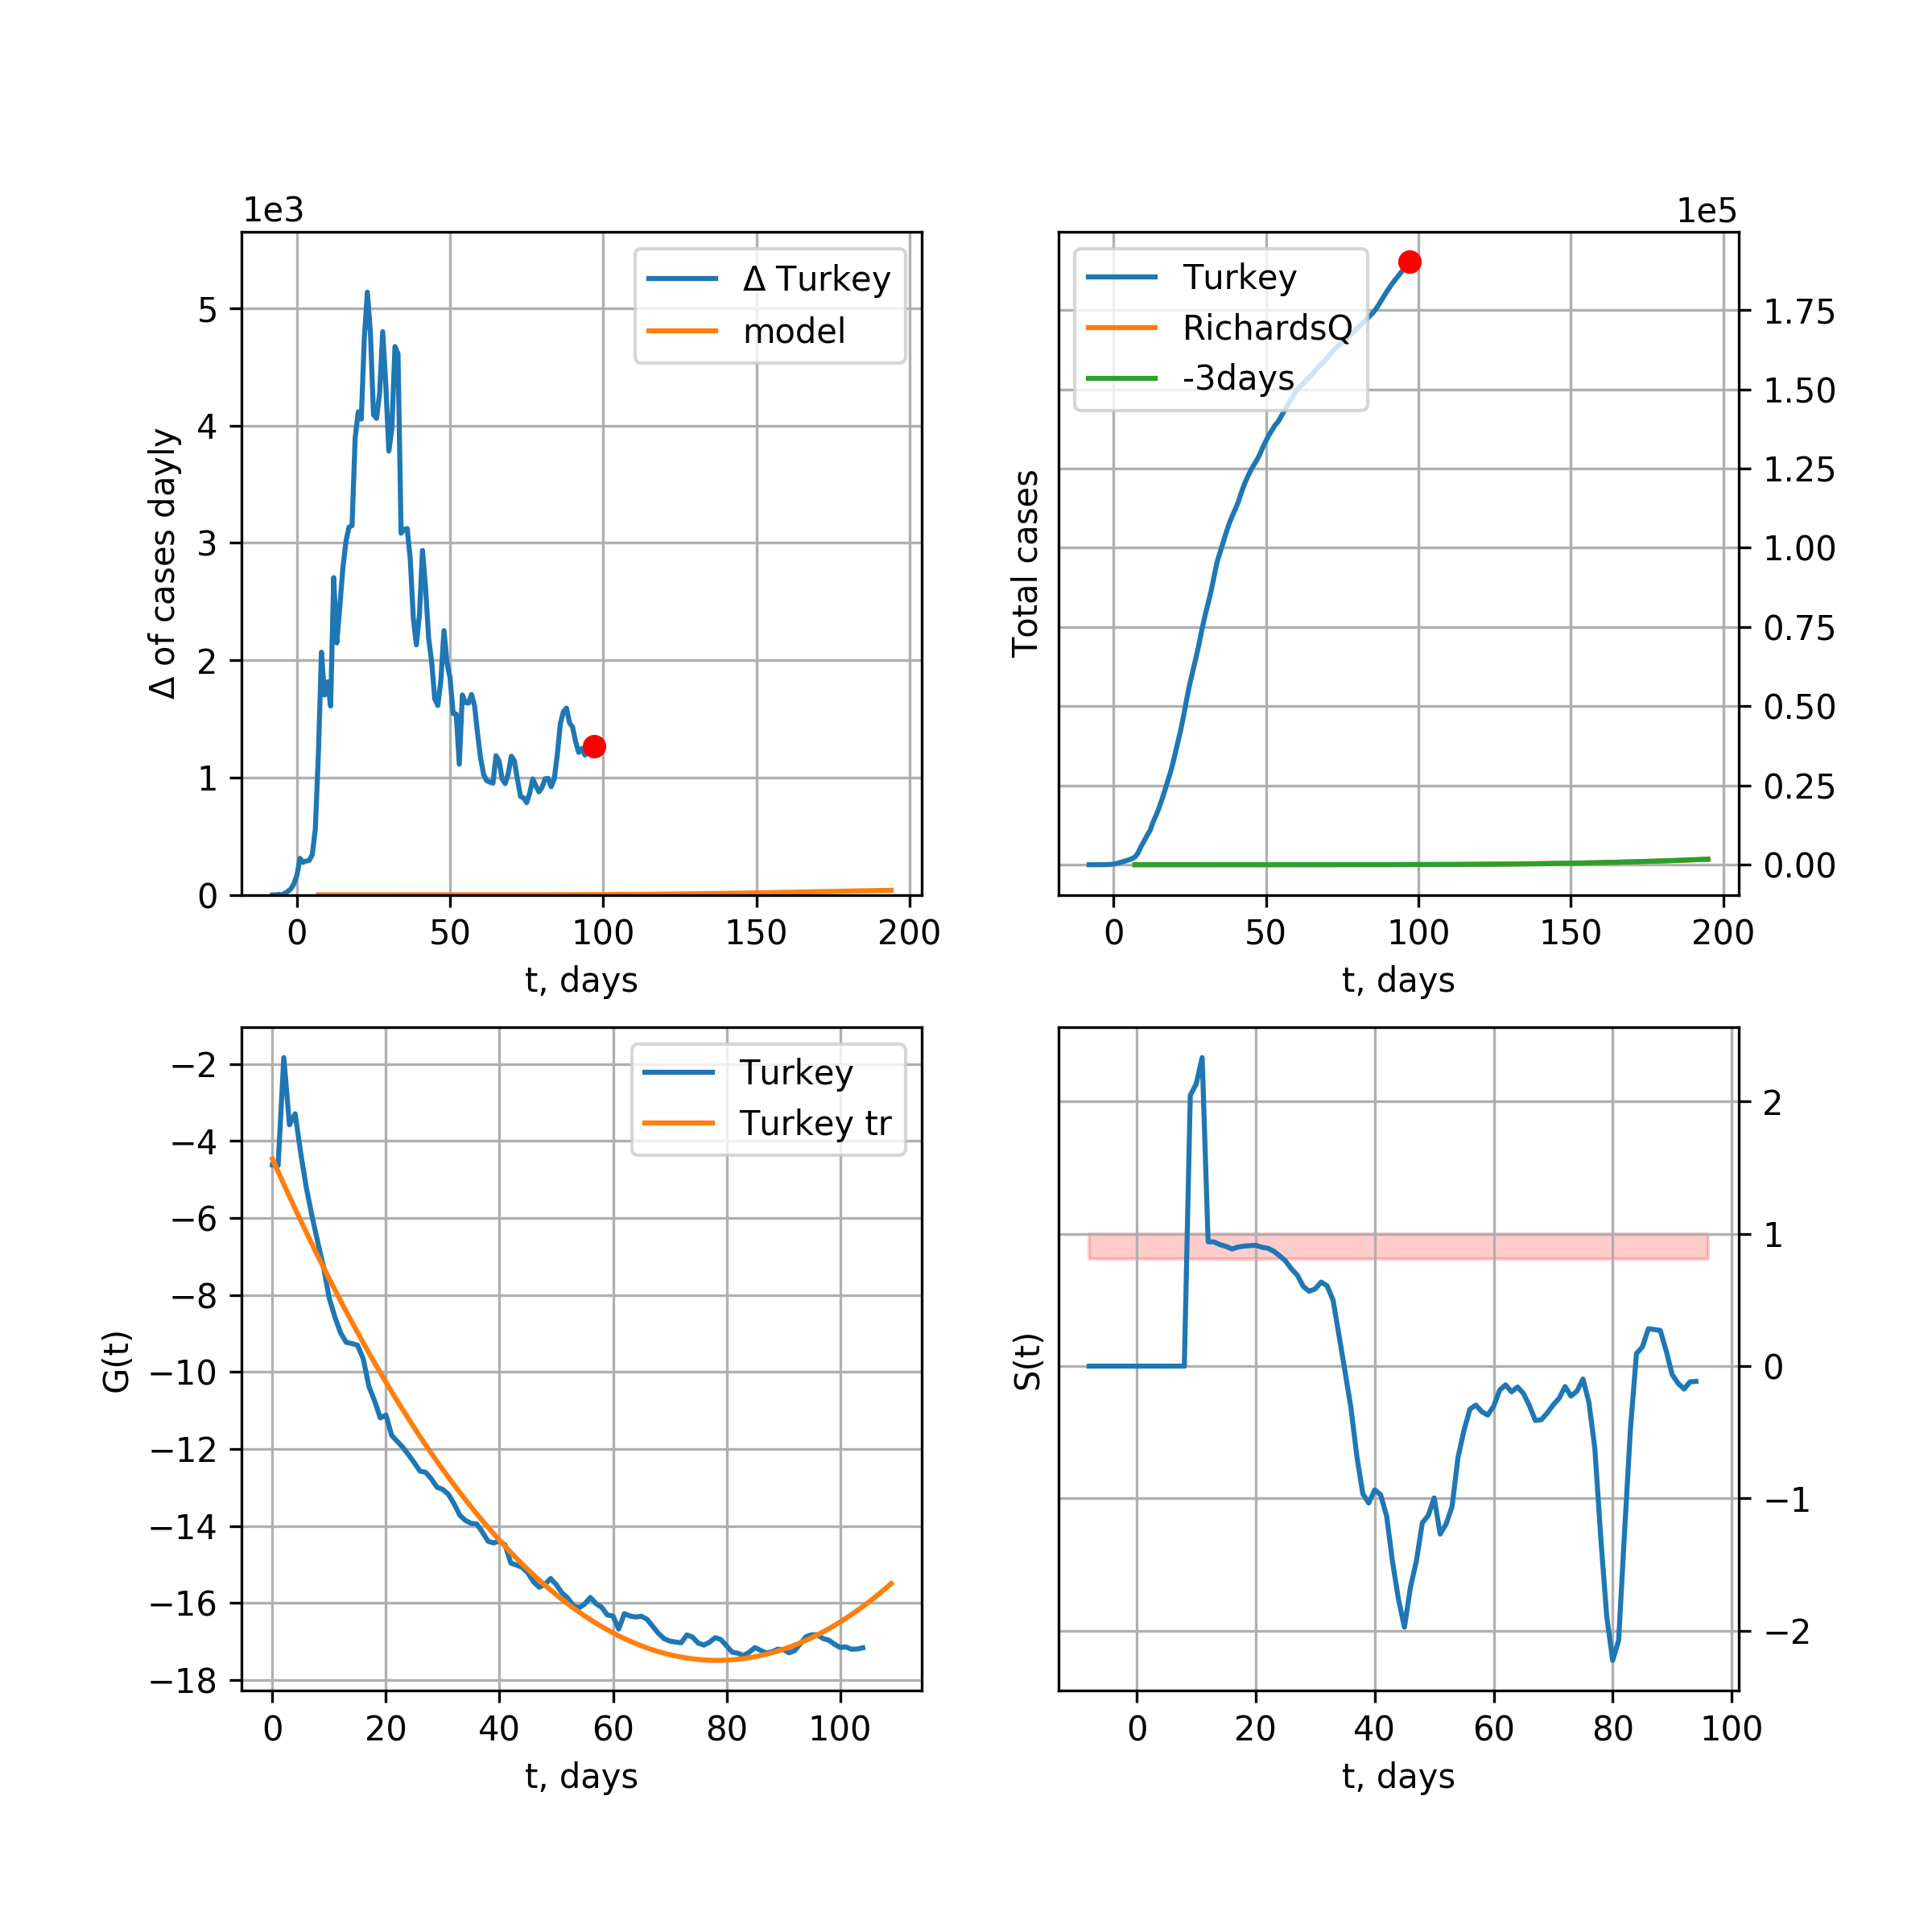 1e3
Δ of cases dayly
5
4
3
2
1
0
Δ Turkey
model
0 50 100 150 200
t, days
1e5
Total cases
Turkey
RichardsQ
-3days
1.75
1.50
1.25
1.00
0.75
0.50
0.25
0.00
0 50 100 150 200
t, days
G(t)
−2
−4
−6
−8
−10
−12
−14
−16
−18
Turkey
Turkey tr
0 20 40 60 80 100
t, days
S(t)
2
1
0
−1
−2
0 20 40 60 80 100
t, days